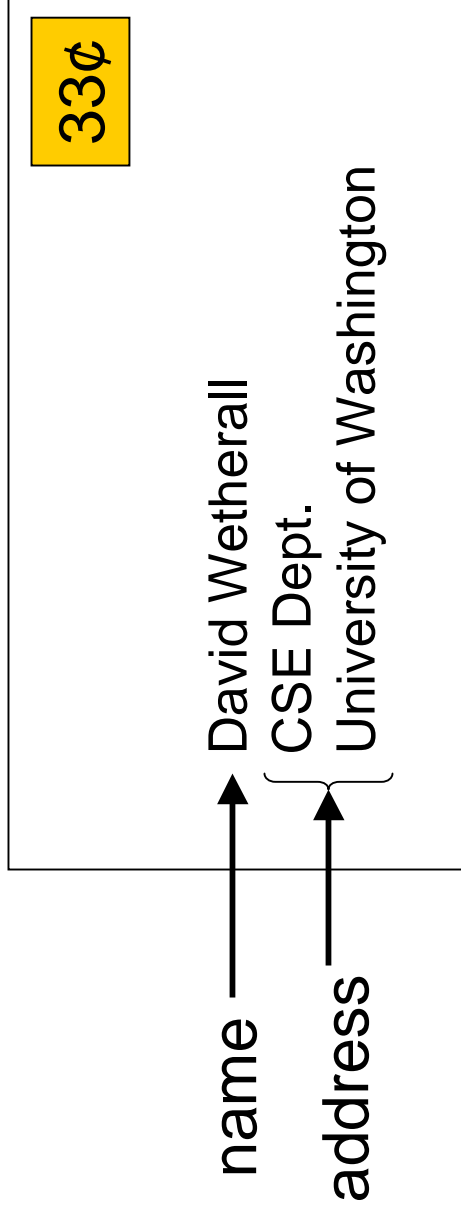 33¢
name
David Wetherall
address
CSE Dept.
University of Washington